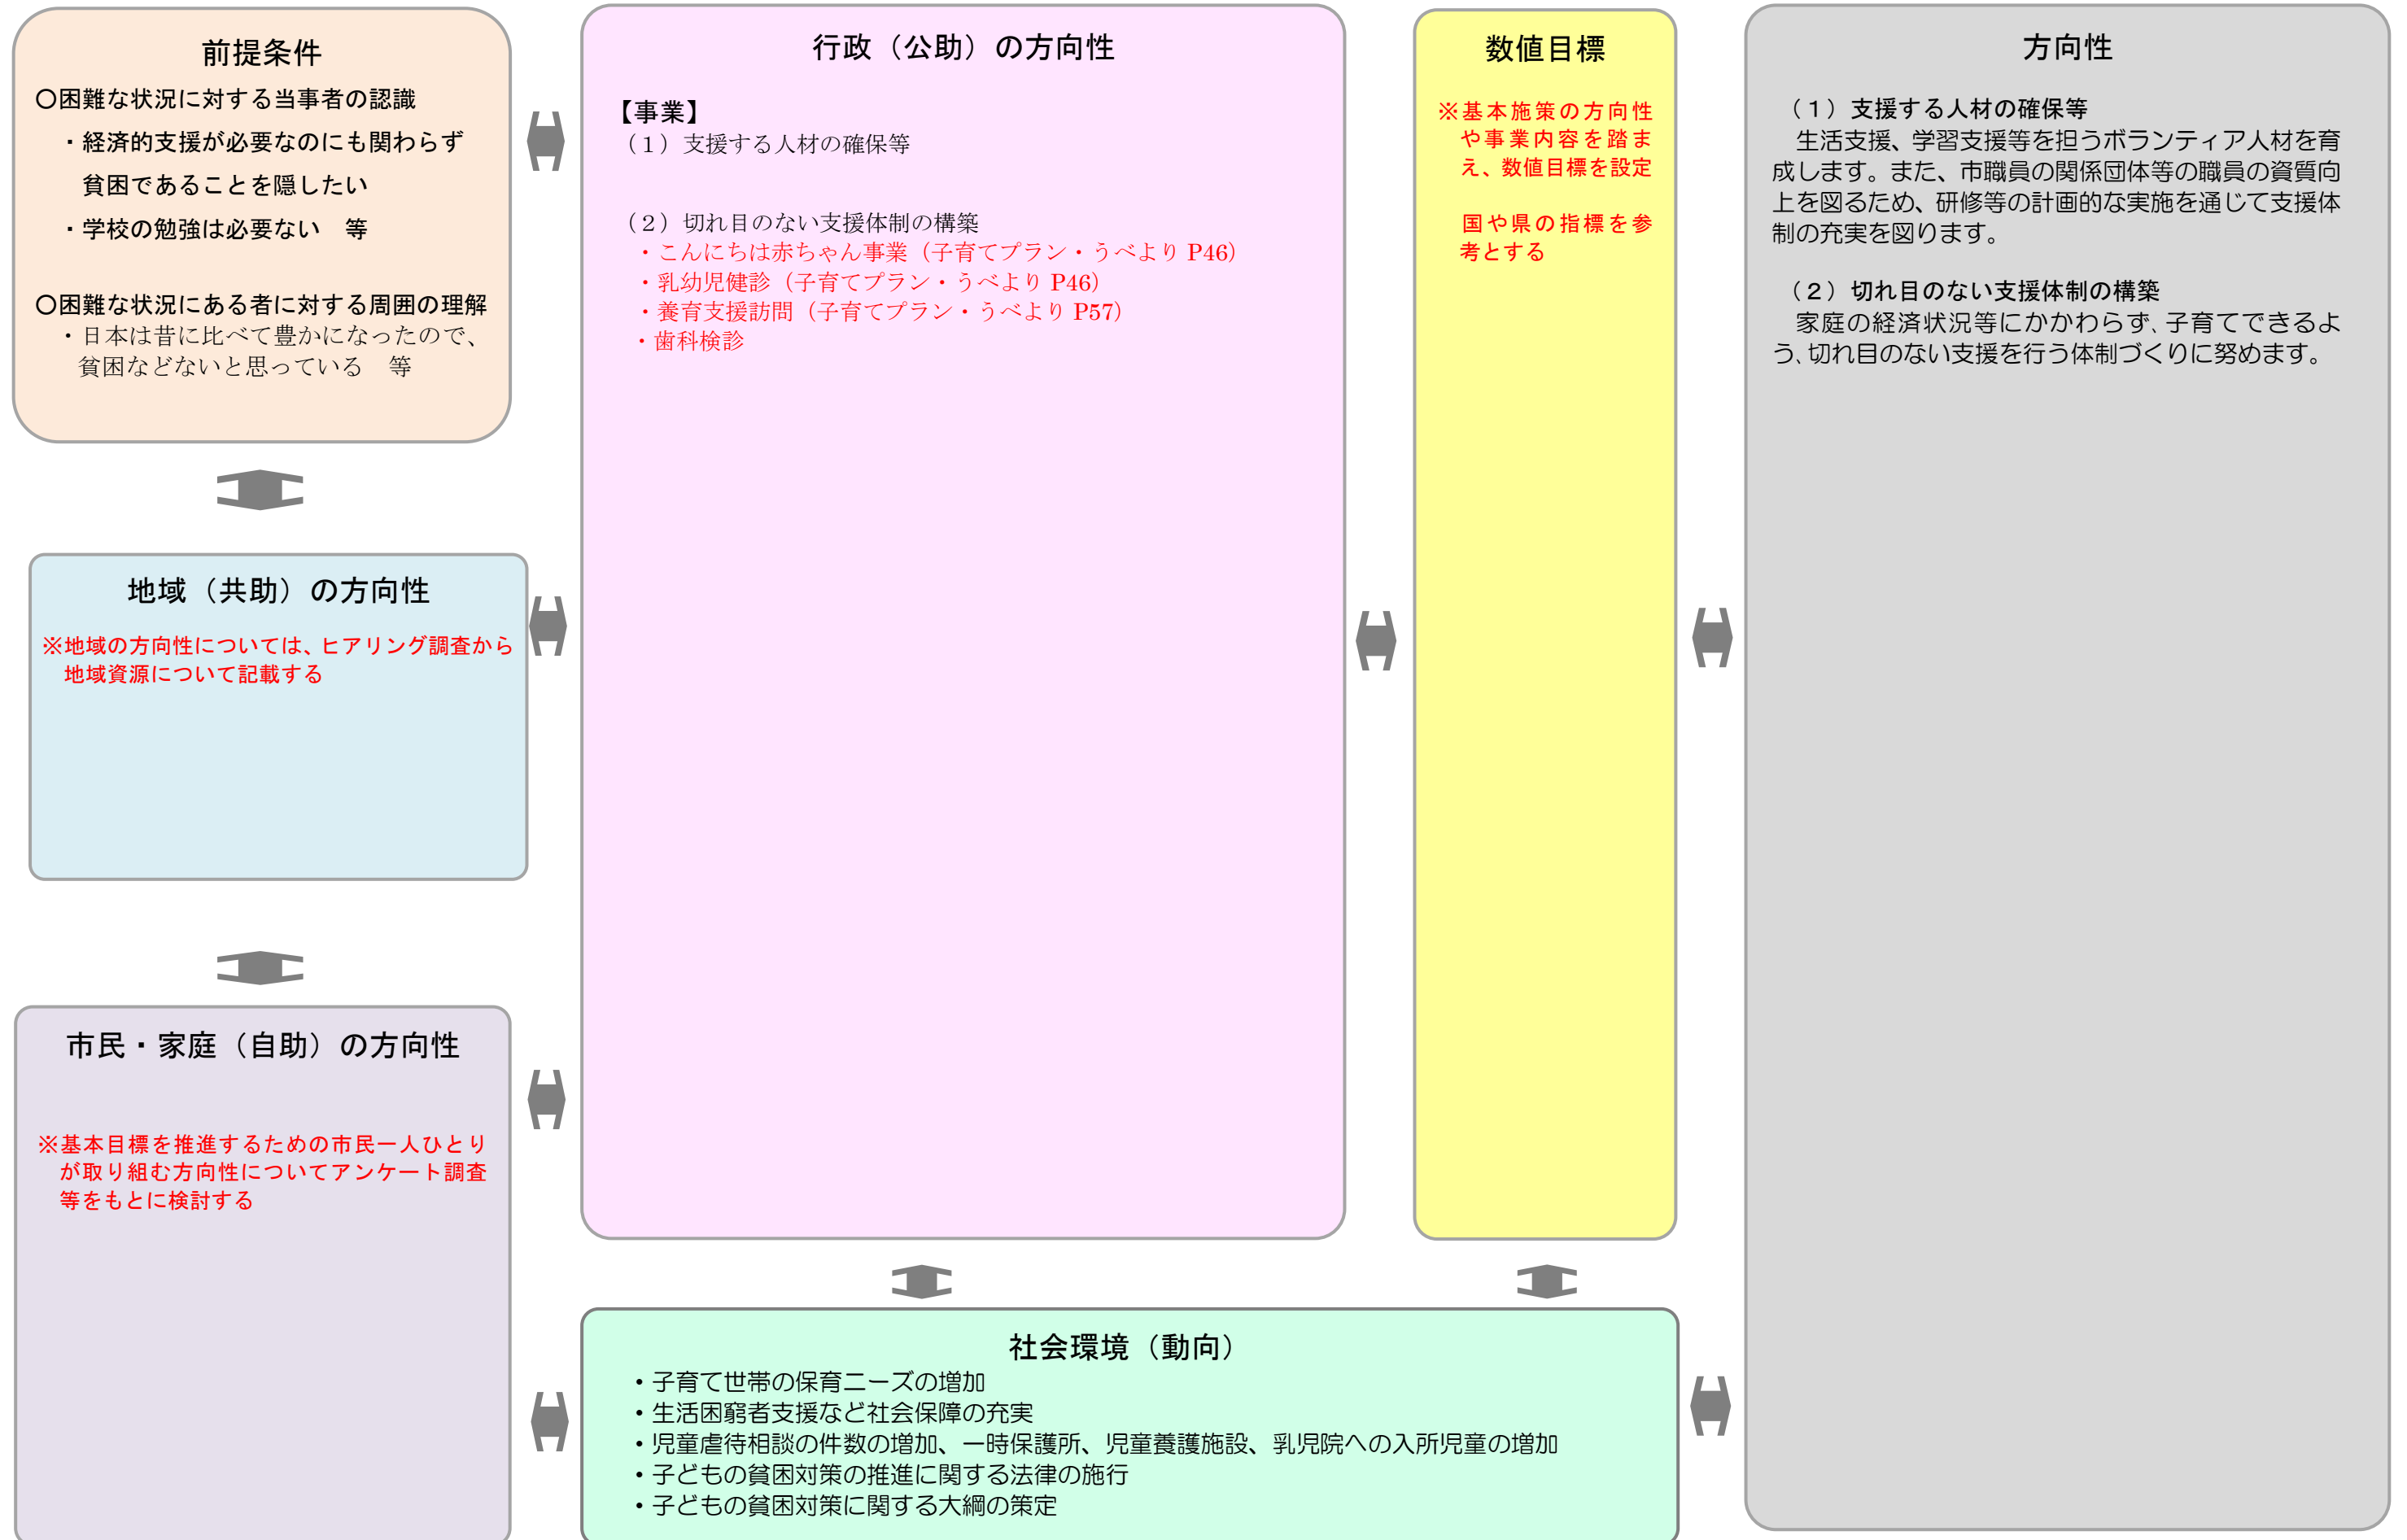 前提条件
〇困難な状況に対する当事者の認識
・経済的支援が必要なのにも関わらず
貧困であることを隠したい
・学校の勉強は必要ない　等
〇困難な状況にある者に対する周囲の理解
・日本は昔に比べて豊かになったので、
貧困などないと思っている　等
地域（共助）の方向性
※地域の方向性については、ヒアリング調査から
地域資源について記載する
市民・家庭（自助）の方向性
※基本目標を推進するための市民一人ひとり
が取り組む方向性についてアンケート調査
等をもとに検討する
行政（公助）の方向性
【事業】
（１）支援する人材の確保等
（２）切れ目のない支援体制の構築
・こんにちは赤ちゃん事業（子育てプラン・うべより P46）
・乳幼児健診（子育てプラン・うべより P46）
・養育支援訪問（子育てプラン・うべより P57）
・歯科検診
数値目標
※基本施策の方向性
や事業内容を踏ま
え、数値目標を設定
国や県の指標を参
考とする
方向性
（１）支援する人材の確保等
生活支援、学習支援等を担うボランティア人材を育
成します。また、市職員の関係団体等の職員の資質向
上を図るため、研修等の計画的な実施を通じて支援体
制の充実を図ります。
（２）切れ目のない支援体制の構築
家庭の経済状況等にかかわらず、子育てできるよ
う、切れ目のない支援を行う体制づくりに努めます。
社会環境（動向）
・子育て世帯の保育ニーズの増加
・生活困窮者支援など社会保障の充実
・児童虐待相談の件数の増加、一時保護所、児童養護施設、乳児院への入所児童の増加
・子どもの貧困対策の推進に関する法律の施行
・子どもの貧困対策に関する大綱の策定